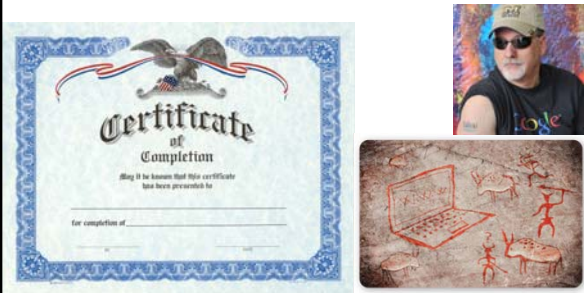 Certificate
of
Completion
May it be known that this certificate
has been presented to
for completion of
Google